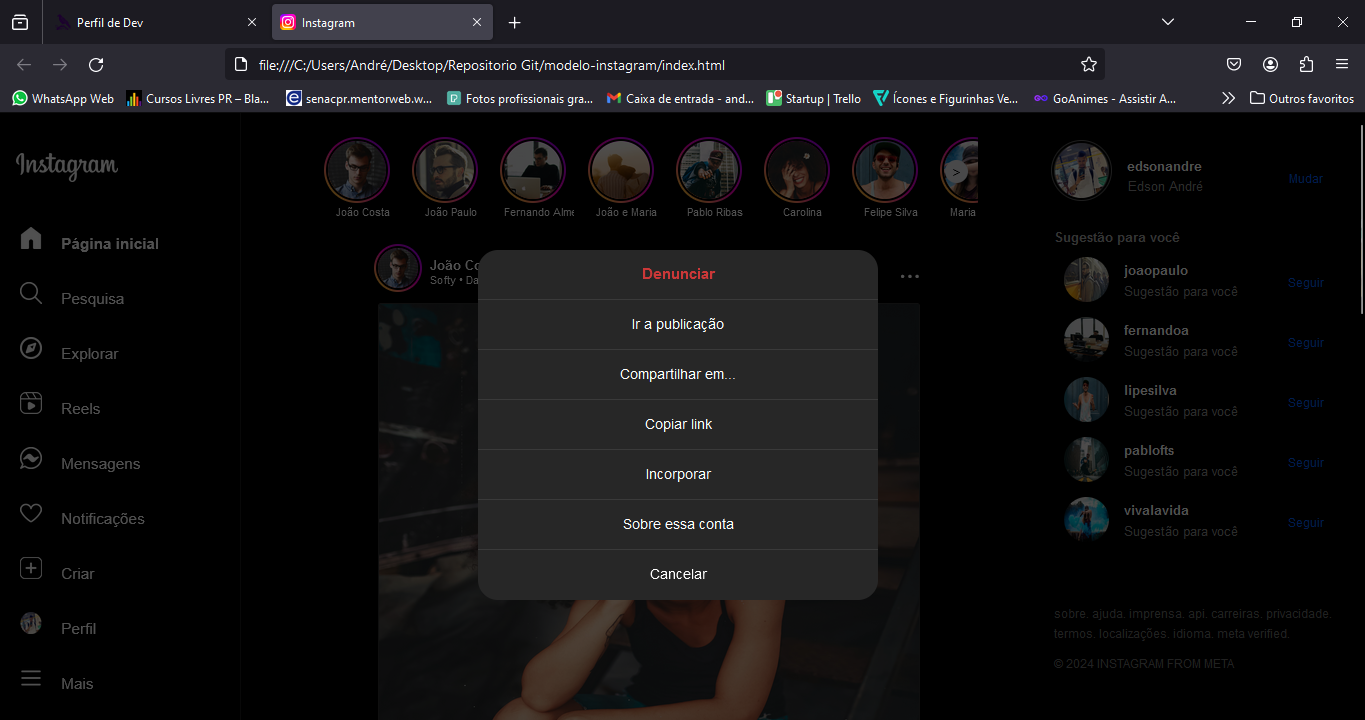 Perfil de Dev
Instagram
file:///C:/Users/André/Desktop/Repositorio Git/modelo-instagram/index.html
WhatsApp Web
Cursos Livres PR – Bla...
senacpr.mentorweb.w...
Fotos profissionais gra...
Caixa de entrada - and...
Startup | Trello
Ícones e Figurinhas Ve...
GoAnimes - Assistir A...
Outros favoritos
Instagram
Página inicial
Pesquisa
Explorar
Reels
Mensagens
Notificações
Criar
Perfil
Mais
João Costa
João Paulo
Fernando Alme
João e Maria
Pablo Ribas
Carolina
Felipe Silva
Maria
>
João Co
Softy • Da
Denunciar
Ir a publicação
Compartilhar em...
Copiar link
Incorporar
Sobre essa conta
Cancelar
edsonandre
Edson André
Mudar
Sugestão para você
joaopaulo
Sugestão para você
Seguir
fernandoa
Sugestão para você
Seguir
lipesilva
Sugestão para você
Seguir
pablofts
Sugestão para você
Seguir
vivalavida
Sugestão para você
Seguir
sobre. ajuda. imprensa. api. carreiras. privacidade.
termos. localizações. idioma. meta verified.
© 2024 INSTAGRAM FROM META